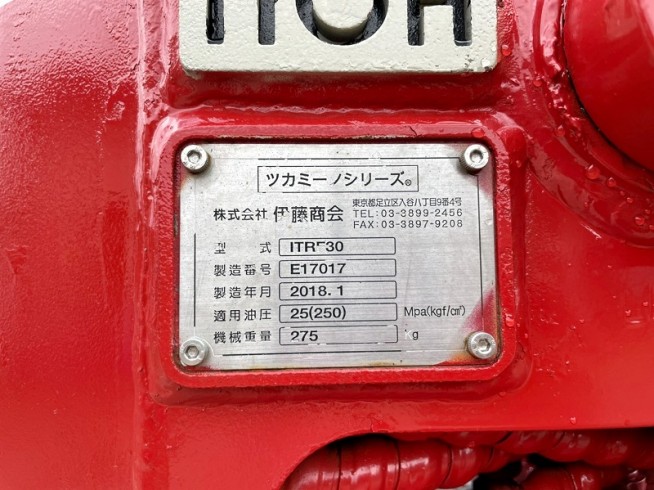 ITOH
ツカミーノシリーズ®
株式会社 伊藤商会
東京都足立区入谷八丁目9番4号
TEL:03-3899-2456
FAX:03-3897-9206
型 式 ITRF30
製造番号 E17017
製造年月 2018.1
適用油圧 25(250) Mpa(kgf/c㎡)
機械重量 275 kg